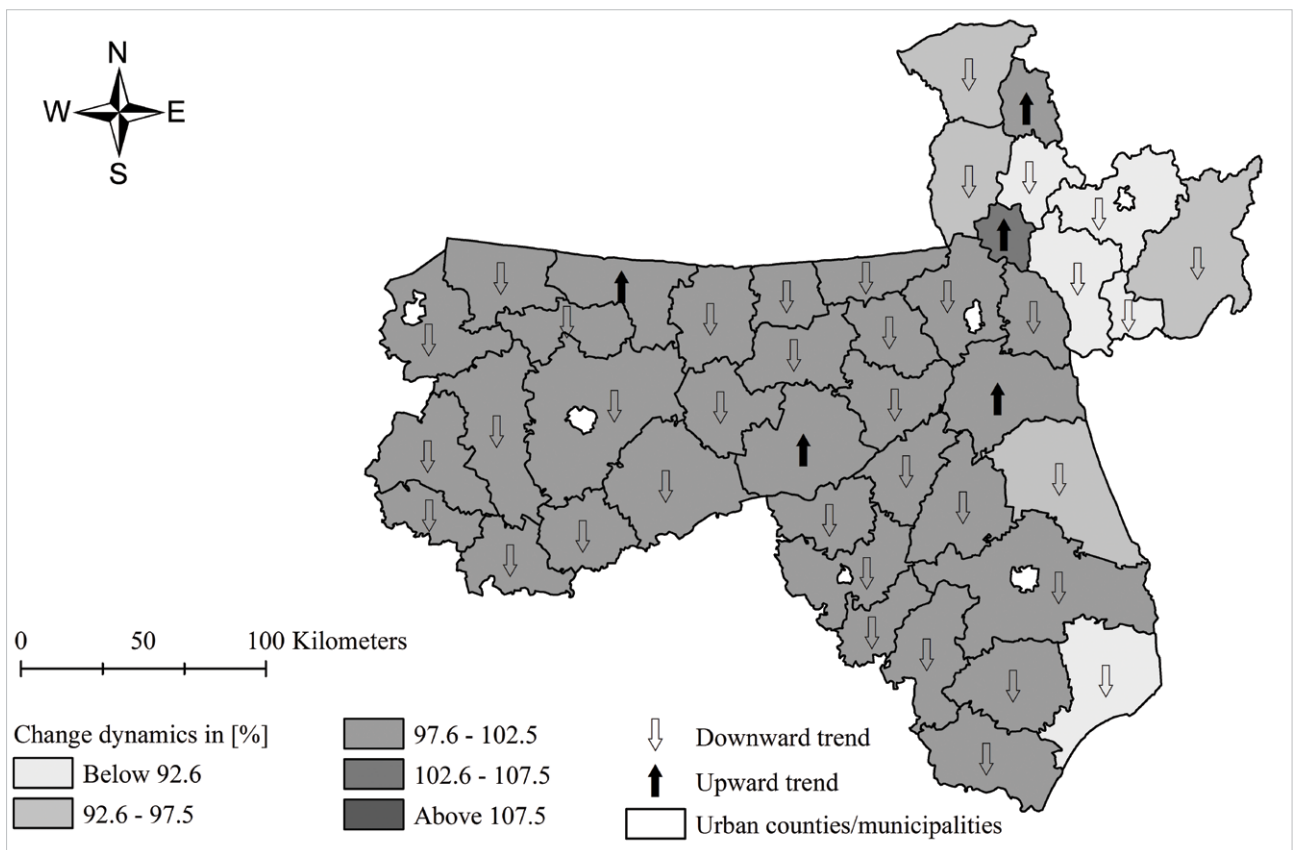 N
W E
S
0 50 100 Kilometers
Change dynamics in [%]
Below 92.6
92.6 - 97.5
97.6 - 102.5
102.6 - 107.5
Above 107.5
Downward trend
Upward trend
Urban counties/municipalities